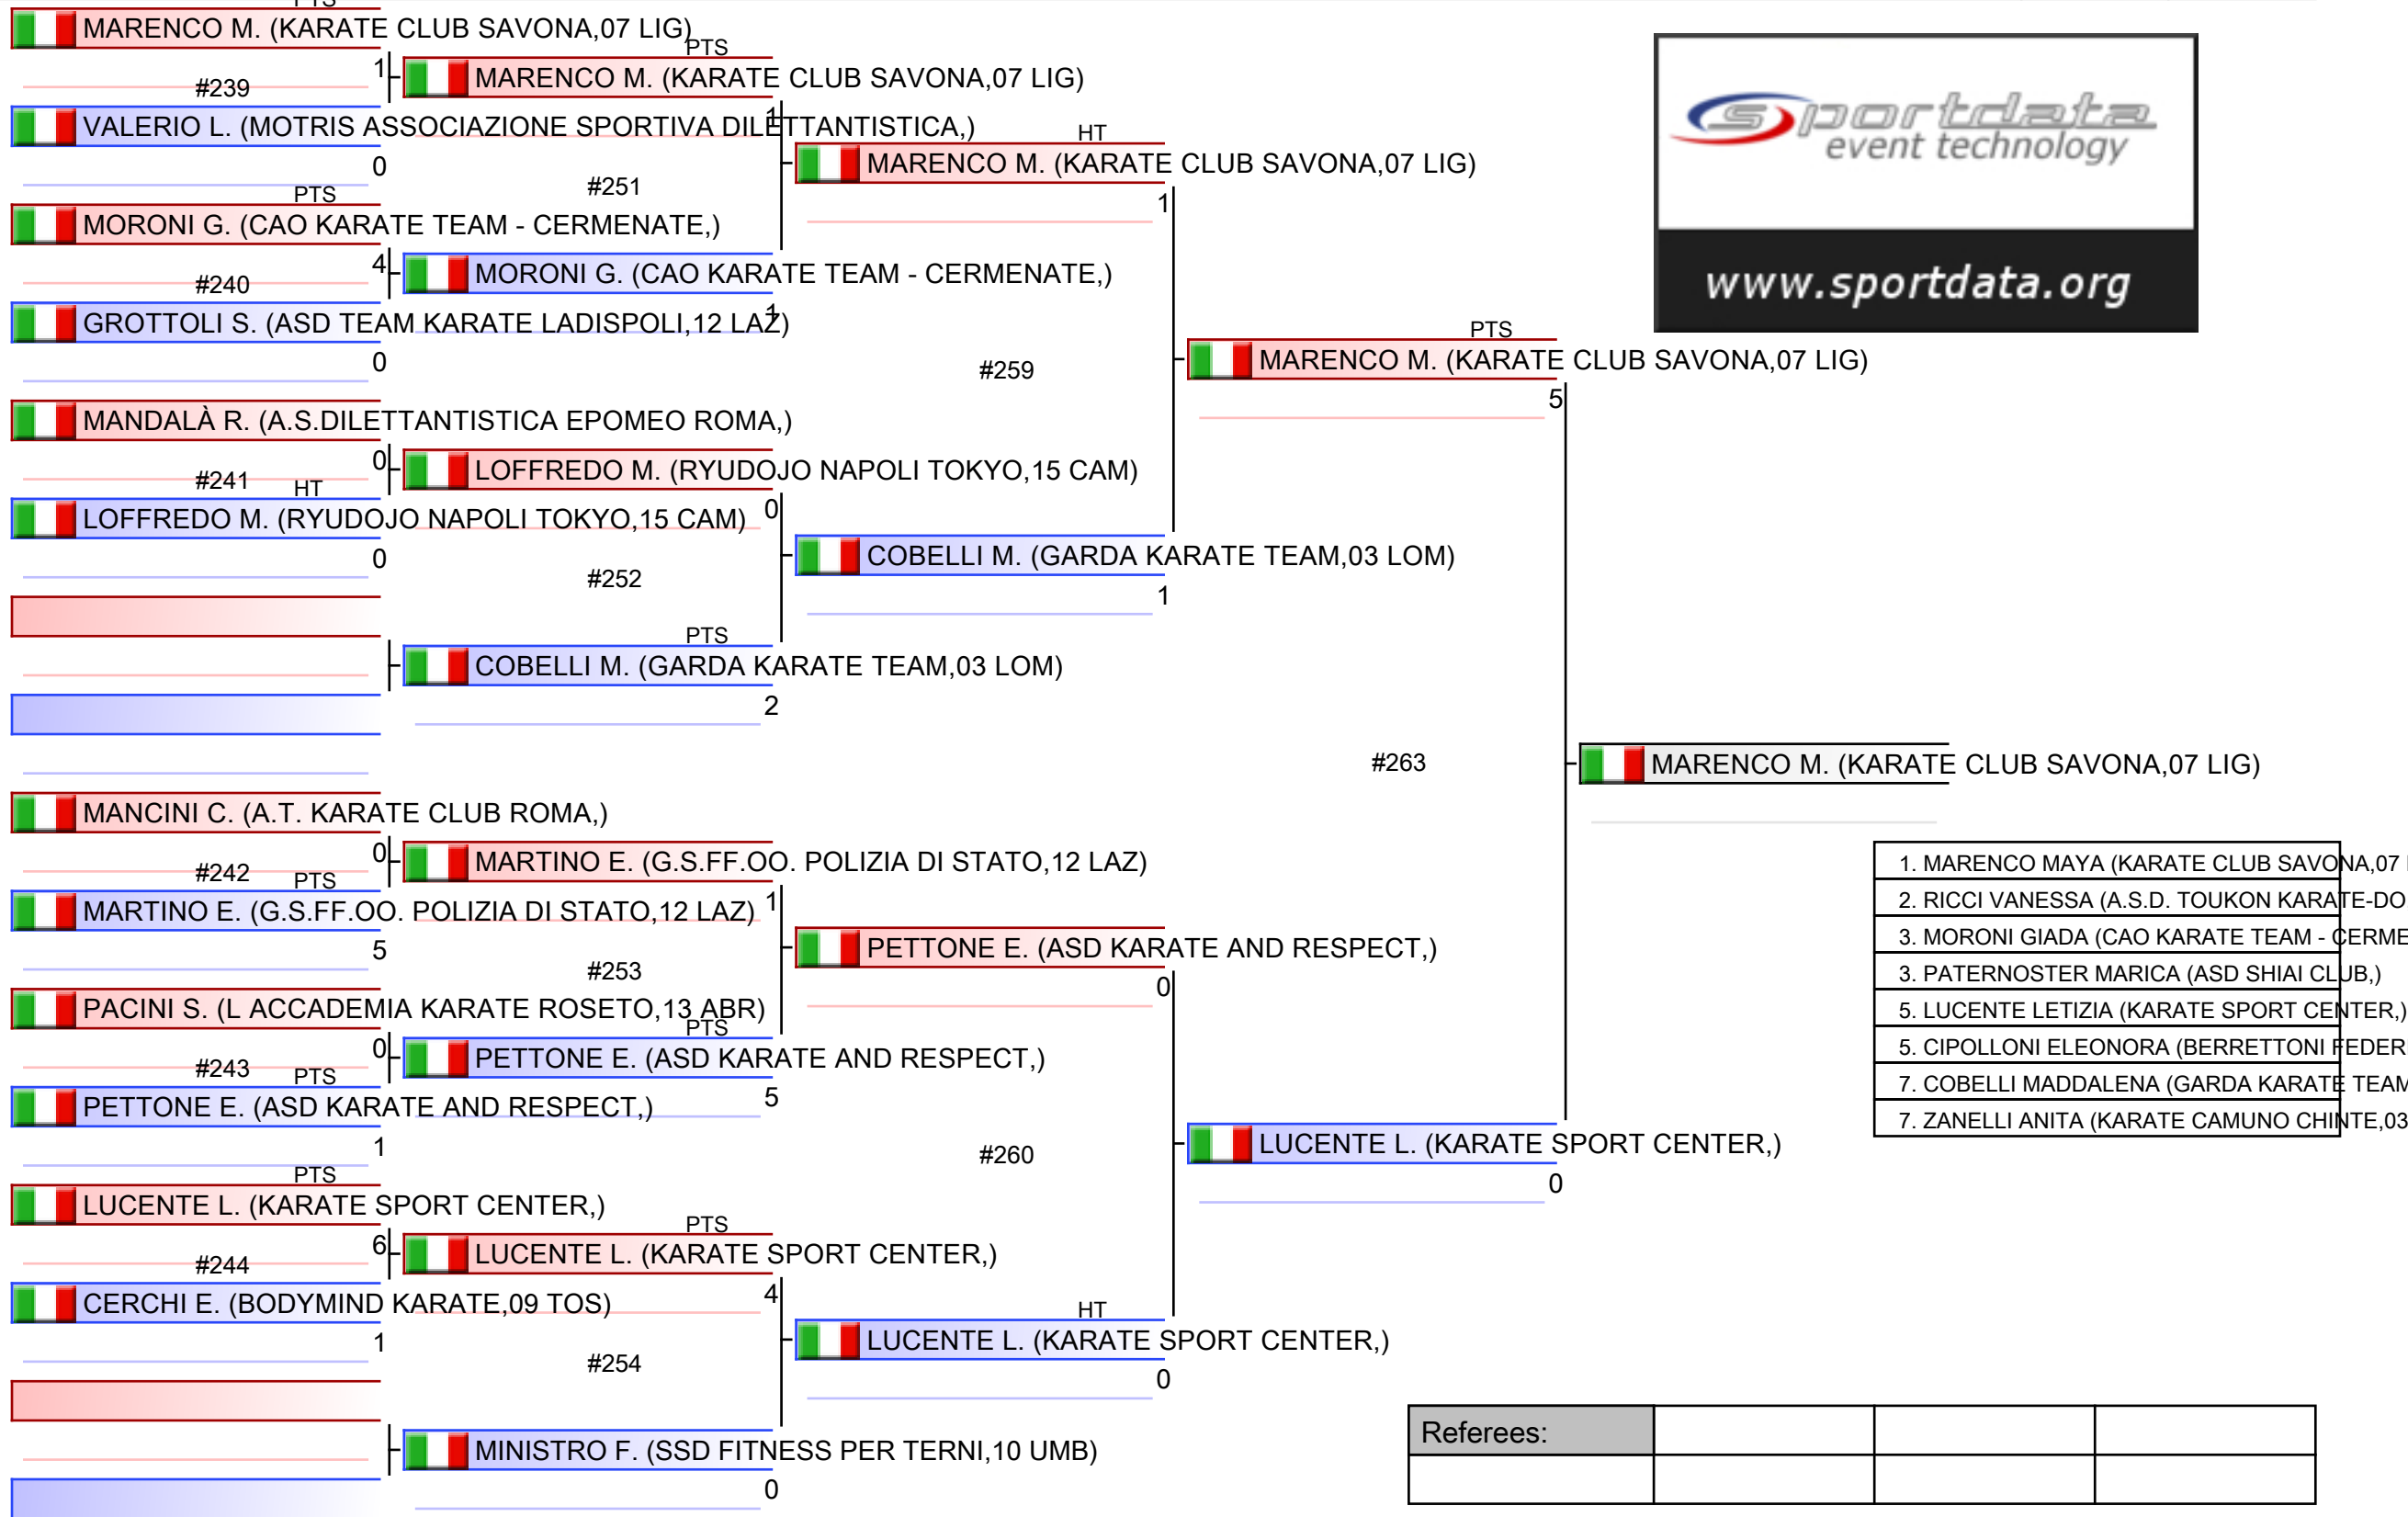 PTS
MARENCO M. (KARATE CLUB SAVONA,07 LIG)
1
#239
VALERIO L. (MOTRIS ASSOCIAZIONE SPORTIVA DILETTANTISTICA,)
0
PTS
MORONI G. (CAO KARATE TEAM - CERMENATE,)
4
#240
GROTTOLI S. (ASD TEAM KARATE LADISPOLI,12 LAZ)
0
MANDALÀ R. (A.S.DILETTANTISTICA EPOMEO ROMA,)
0
#241
HT
LOFFREDO M. (RYUDOJO NAPOLI TOKYO,15 CAM)
0
MANCINI C. (A.T. KARATE CLUB ROMA,)
0
#242
PTS
MARTINO E. (G.S.FF.OO. POLIZIA DI STATO,12 LAZ)
5
PACINI S. (L ACCADEMIA KARATE ROSETO,13 ABR)
0
#243
PTS
PETTONE E. (ASD KARATE AND RESPECT,)
1
PTS
LUCENTE L. (KARATE SPORT CENTER,)
6
#244
CERCHI E. (BODYMIND KARATE,09 TOS)
1
PTS
MARENCO M. (KARATE CLUB SAVONA,07 LIG)
1
#251
MORONI G. (CAO KARATE TEAM - CERMENATE,)
1
LOFFREDO M. (RYUDOJO NAPOLI TOKYO,15 CAM)
0
#252
PTS
COBELLI M. (GARDA KARATE TEAM,03 LOM)
2
MARTINO E. (G.S.FF.OO. POLIZIA DI STATO,12 LAZ)
1
#253
PTS
PETTONE E. (ASD KARATE AND RESPECT,)
5
PTS
LUCENTE L. (KARATE SPORT CENTER,)
4
#254
MINISTRO F. (SSD FITNESS PER TERNI,10 UMB)
0
HT
MARENCO M. (KARATE CLUB SAVONA,07 LIG)
1
#259
COBELLI M. (GARDA KARATE TEAM,03 LOM)
1
PETTONE E. (ASD KARATE AND RESPECT,)
0
#260
HT
LUCENTE L. (KARATE SPORT CENTER,)
0
PTS
MARENCO M. (KARATE CLUB SAVONA,07 LIG)
5
#263
LUCENTE L. (KARATE SPORT CENTER,)
0
MARENCO M. (KARATE CLUB SAVONA,07 LIG)
sportdata
event technology
www.sportdata.org
1. MARENCO MAYA (KARATE CLUB SAVONA,07
2. RICCI VANESSA (A.S.D. TOUKON KARATE-DO
3. MORONI GIADA (CAO KARATE TEAM - CERME
3. PATERNOSTER MARICA (ASD SHIAI CLUB,)
5. LUCENTE LETIZIA (KARATE SPORT CENTER,)
5. CIPOLLONI ELEONORA (BERRETTONI FEDER
7. COBELLI MADDALENA (GARDA KARATE TEAM
7. ZANELLI ANITA (KARATE CAMUNO CHINTE,03
Referees: